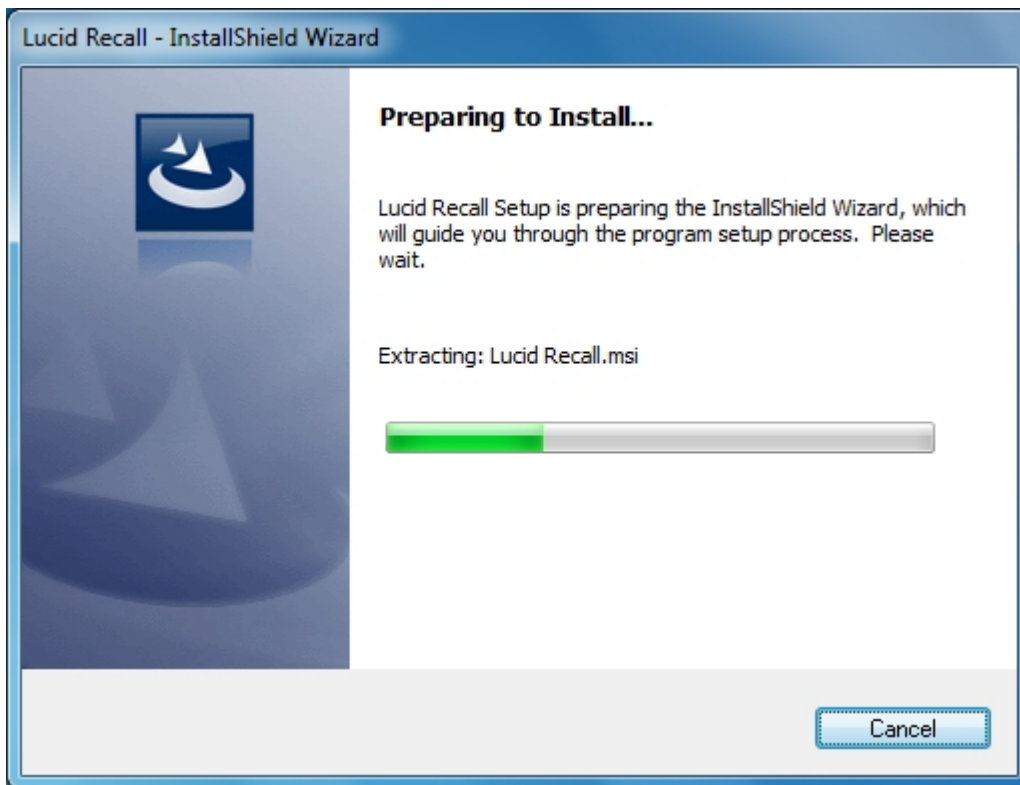 Lucid Recall - InstallShield Wizard
Preparing to Install...
Lucid Recall Setup is preparing the InstallShield Wizard, which
will guide you through the program setup process.  Please
wait.
Extracting: Lucid Recall.msi
Cancel